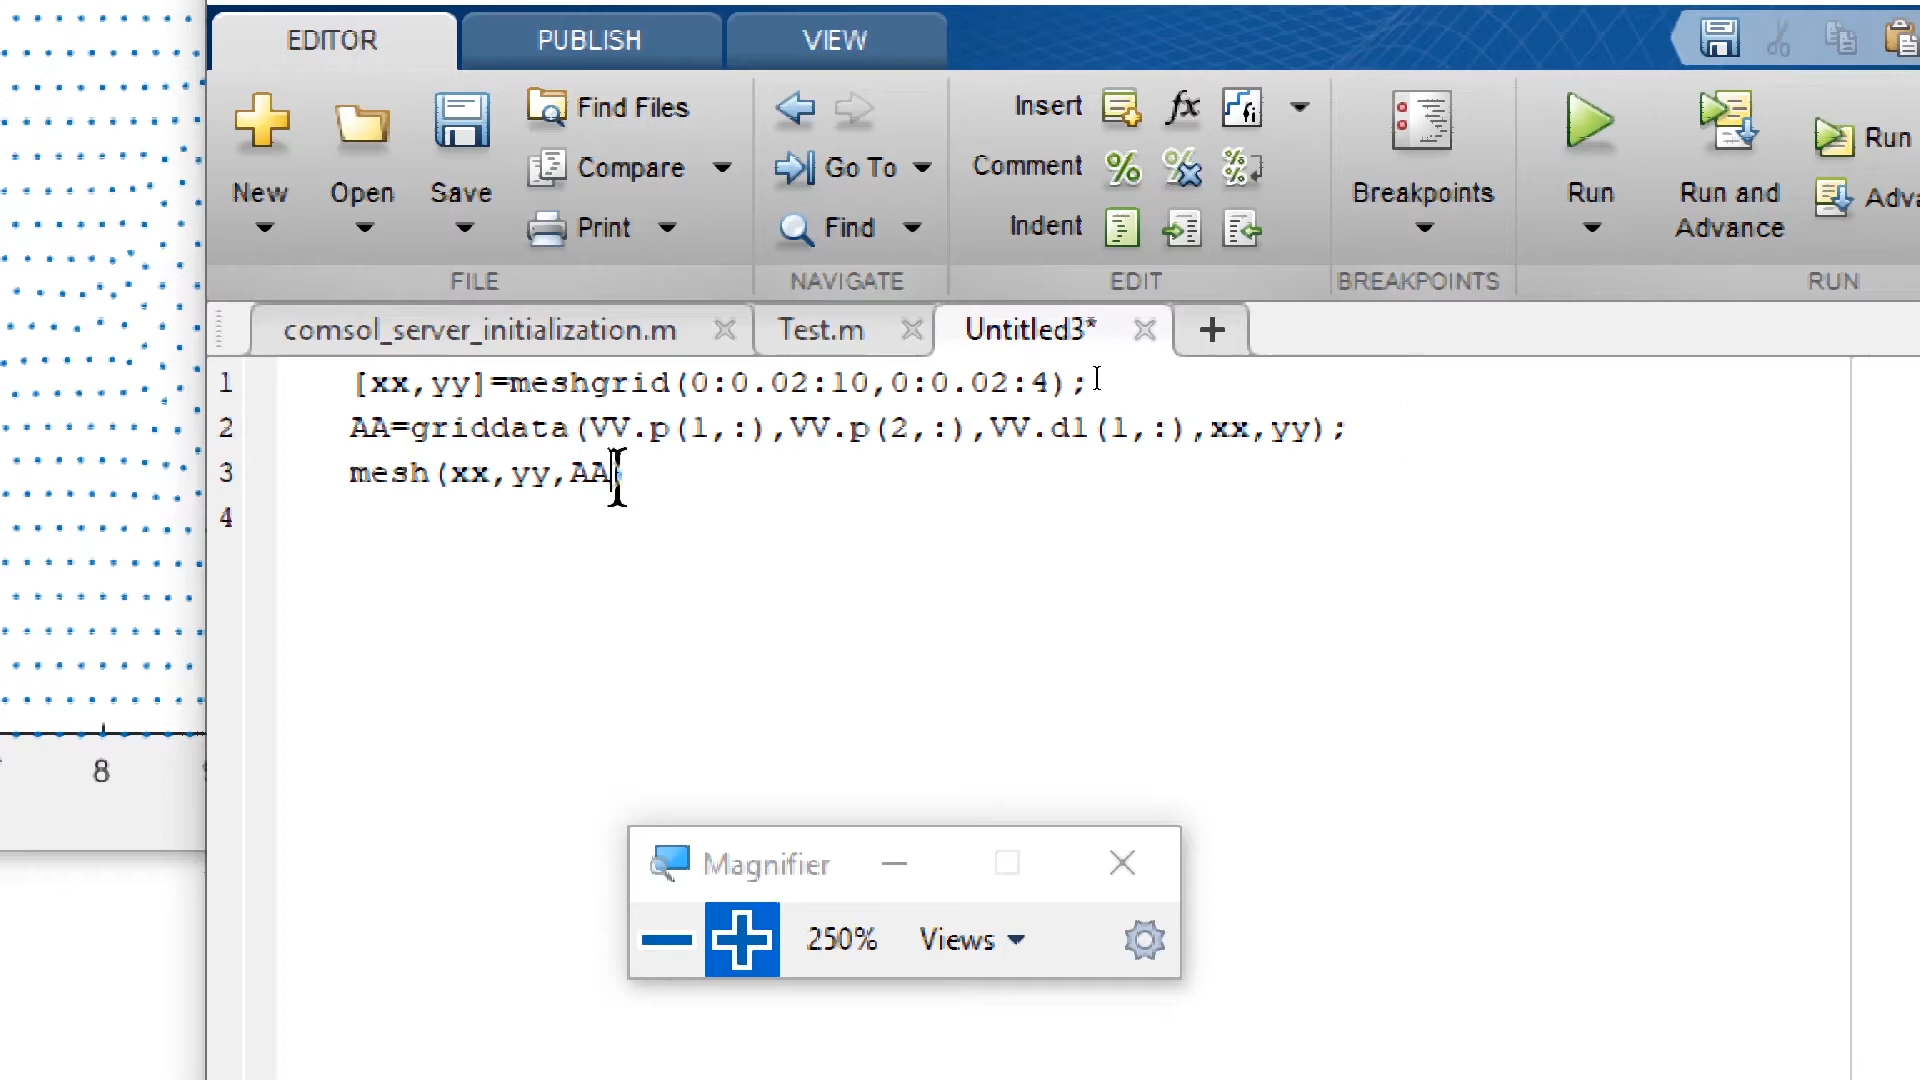 EDITOR PUBLISH VIEW
New Open Save
Find Files
Compare
Print
FILE
Go To
Find
NAVIGATE
Insert fx
Comment
Indent
EDIT
Breakpoints
BREAKPOINTS
Run
Run and
Advance
Run
RUN
comsol_server_initialization.m Test.m Untitled3* +
1 [xx,yy]=meshgrid(0:0.02:10,0:0.02:4);
2 AA=griddata(VV.p(1,:),VV.p(2,:),VV.d1(1,:),xx,yy);
3 mesh(xx,yy,AA)
4
8
Magnifier
250% Views